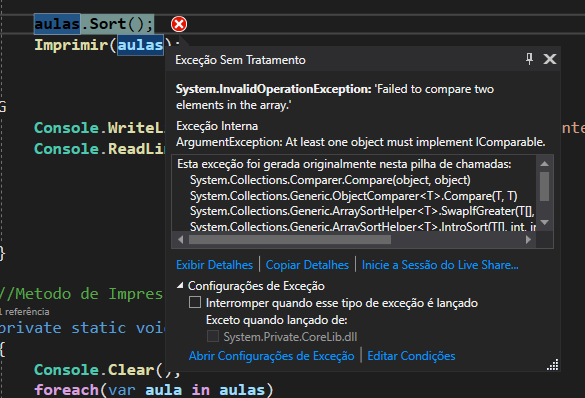 aulas.Sort();
Imprimir(aulas);
Exceção Sem Tratamento
System.InvalidOperationException: 'Failed to compare two
elements in the array.'
Exceção Interna
ArgumentException: At least one object must implement IComparable.
G
Console.WriteLi
Console.ReadLin
Esta exceção foi gerada originalmente nesta pilha de chamadas:
System.Collections.Comparer.Compare(object, object)
System.Collections.Generic.ObjectComparer<T>.Compare(T, T)
System.Collections.Generic.ArraySortHelper<T>.SwapIfGreater(T[],
System.Collections.Generic.ArraySortHelper<T>.IntroSort(T[], int, in
}
Exibir Detalhes | Copiar Detalhes | Inicie a Sessão do Live Share...
//Metodo de Impres
Configurações de Exceção
1 referência
Interromper quando esse tipo de exceção é lançado
private static voi
Exceto quando lançado de:
{
System.Private.CoreLib.dll
Abrir Configurações de Exceção | Editar Condições
Console.Clear();
foreach(var aula in aulas)